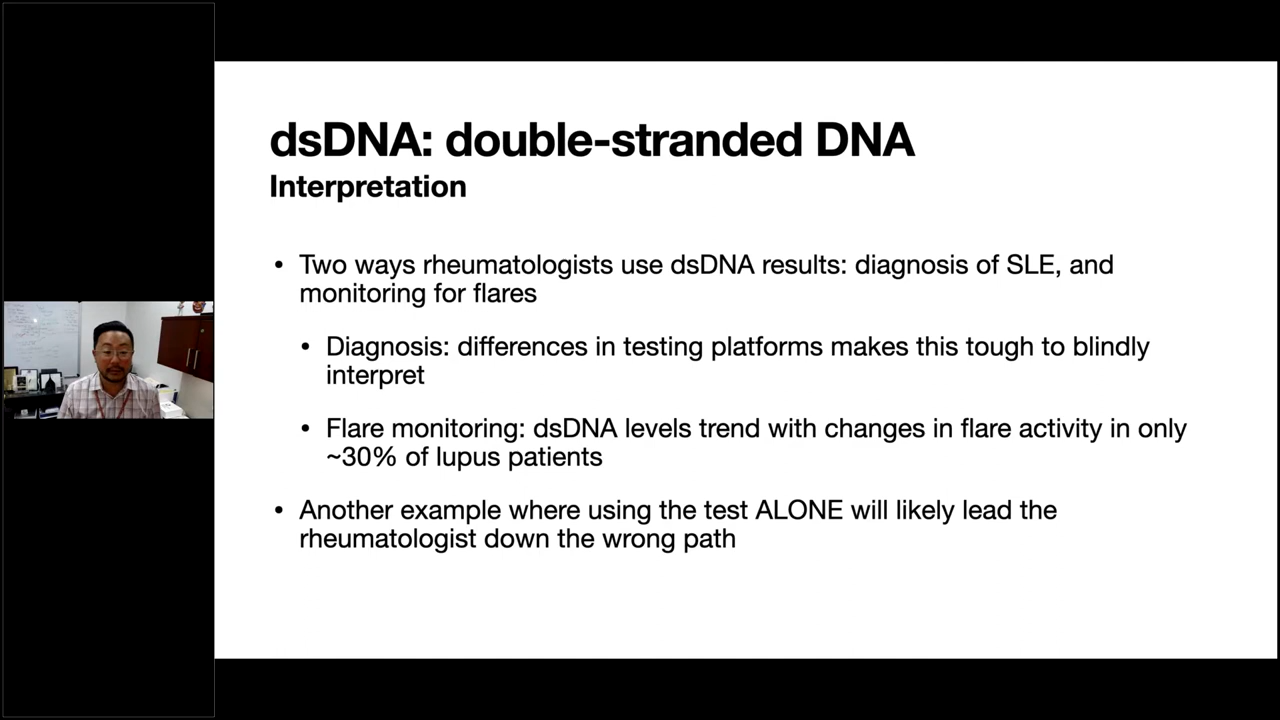 dsDNA: double-stranded DNA
Interpretation
• Two ways rheumatologists use dsDNA results: diagnosis of SLE, and
monitoring for flares
• Diagnosis: differences in testing platforms makes this tough to blindly
interpret
• Flare monitoring: dsDNA levels trend with changes in flare activity in only
~30% of lupus patients
• Another example where using the test ALONE will likely lead the
rheumatologist down the wrong path